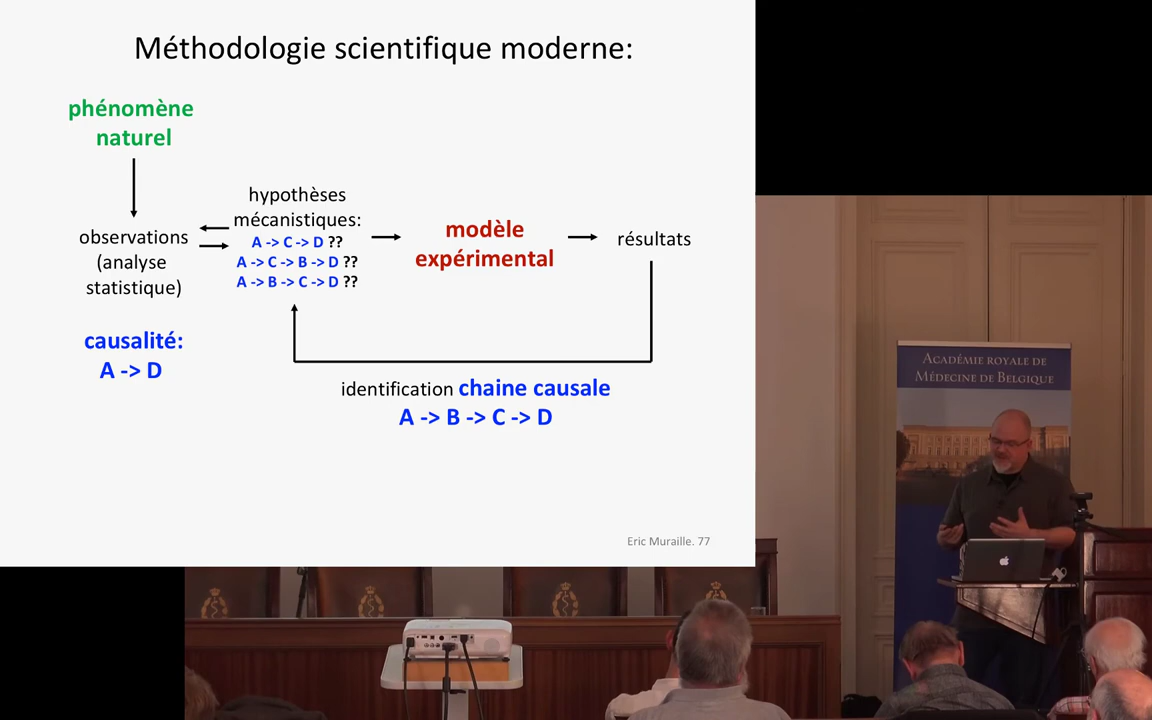 Méthodologie scientifique moderne:
phénomène
naturel
hypothèses
mécanistiques:
A -> C -> D ??
A -> C -> B -> D ??
A -> B -> C -> D ??
observations
(analyse
statistique)
modèle
expérimental
résultats
causalité:
A -> D
identification chaine causale
A -> B -> C -> D
Eric Muraille. 77
Académie royale de
Médecine de Belgique